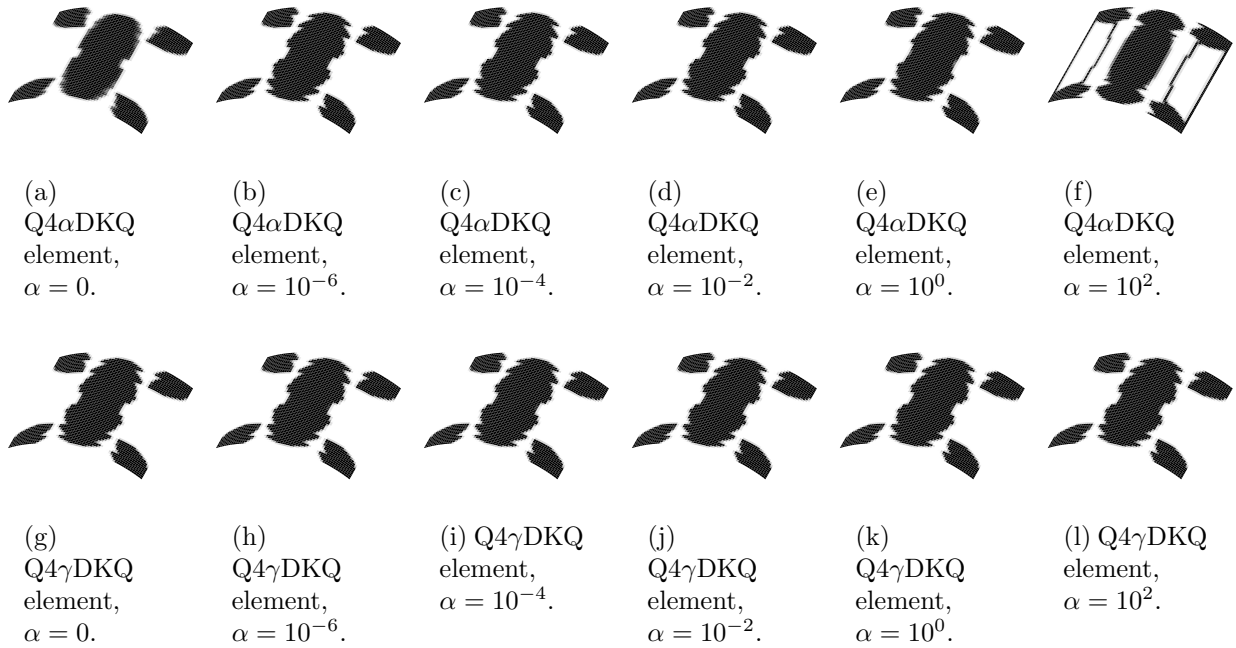 (a)
Q4αDKQ
element,
α = 0.
(b)
Q4αDKQ
element,
α = 10⁻⁶.
(c)
Q4αDKQ
element,
α = 10⁻⁴.
(d)
Q4αDKQ
element,
α = 10⁻².
(e)
Q4αDKQ
element,
α = 10⁰.
(f)
Q4αDKQ
element,
α = 10².
(g)
Q4γDKQ
element,
α = 0.
(h)
Q4γDKQ
element,
α = 10⁻⁶.
(i) Q4γDKQ
element,
α = 10⁻⁴.
(j)
Q4γDKQ
element,
α = 10⁻².
(k)
Q4γDKQ
element,
α = 10⁰.
(l) Q4γDKQ
element,
α = 10².